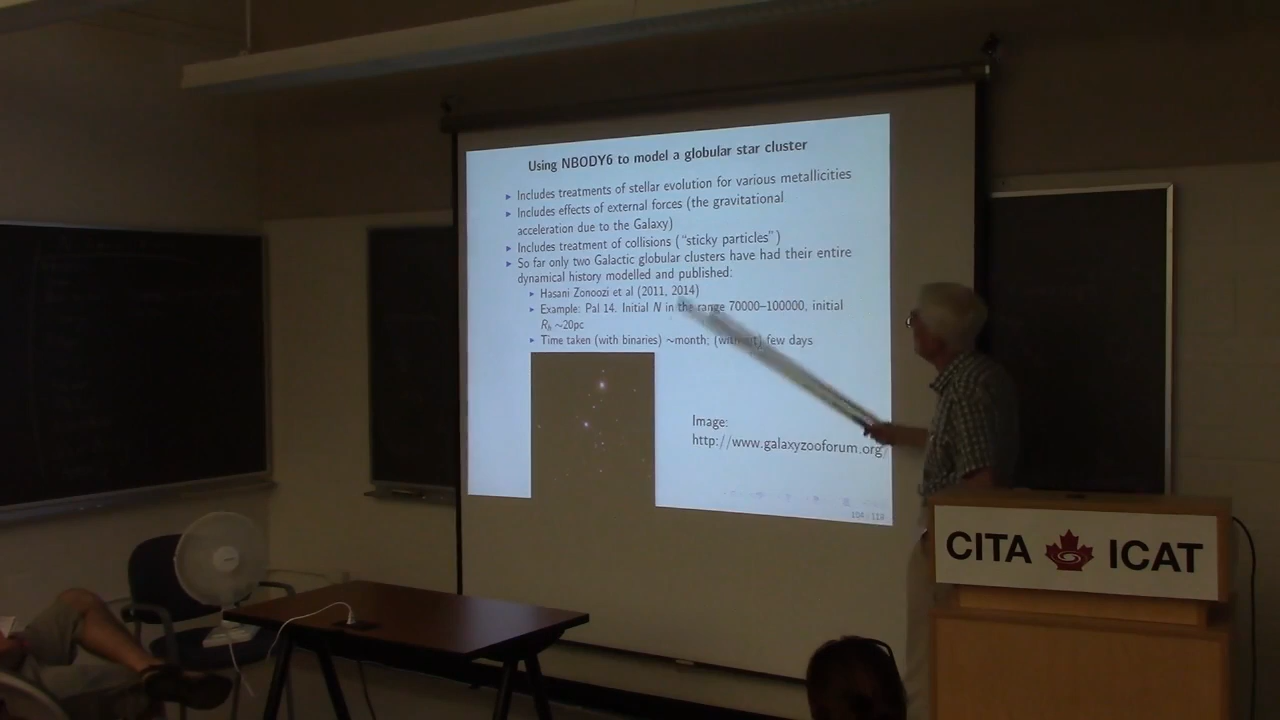 Using NBODY6 to model a globular star cluster
Includes treatments of stellar evolution for various metallicities
Includes effects of external forces (the gravitational
acceleration due to the Galaxy)
Includes treatment of collisions ("sticky particles")
So far only two Galactic globular clusters have had their entire
dynamical history modelled and published:
Hasani Zonoozi et al (2011, 2014)
Example: Pal 14. Initial N in the range 70000–100000, initial
Rh ∼20pc
Time taken (with binaries) ∼month; (without) few days
Image:
http://www.galaxyzooforum.org/
104 / 119
CITA ICAT